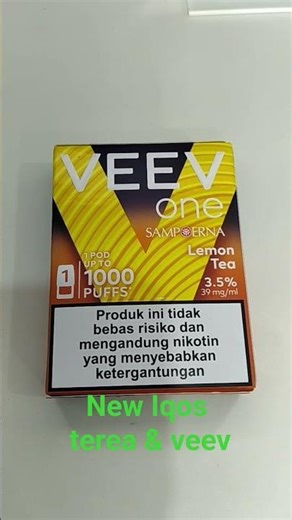 VEEV
one
SAMPOERNA
Lemon
Tea
1 POD
UP TO
1
1000
PUFFS*
3.5%
39 mg/ml
Produk ini tidak
bebas risiko dan
mengandung nikotin
yang menyebabkan
ketergantungan
New Iqos
terea & veev